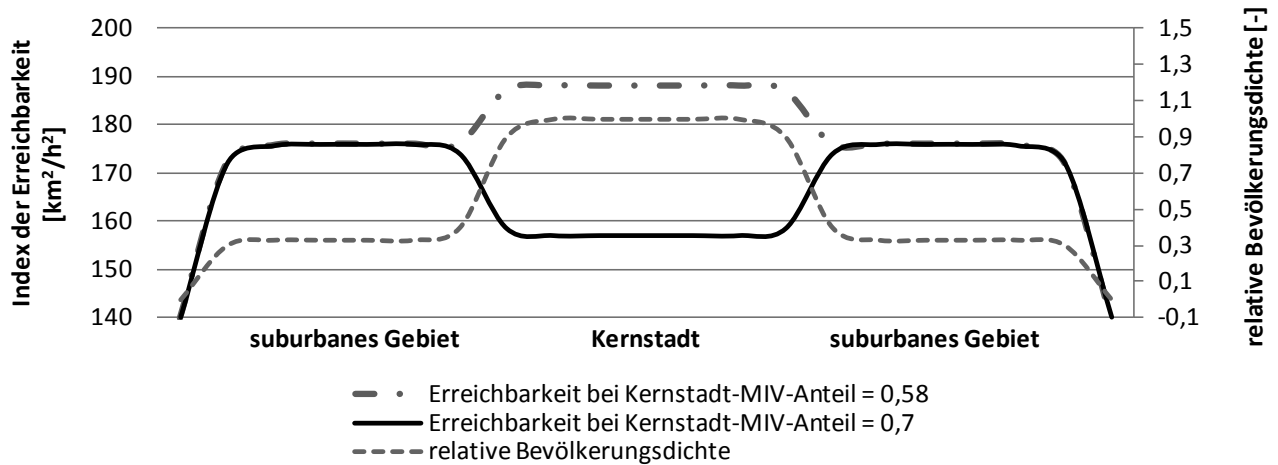 Index der Erreichbarkeit
[km²/h²]
200
190
180
170
160
150
140
1,5
1,3
1,1
0,9
0,7
0,5
0,3
0,1
-0,1
relative Bevölkerungsdichte [-]
suburbanes Gebiet
Kernstadt
suburbanes Gebiet
Erreichbarkeit bei Kernstadt-MIV-Anteil = 0,58
Erreichbarkeit bei Kernstadt-MIV-Anteil = 0,7
relative Bevölkerungsdichte